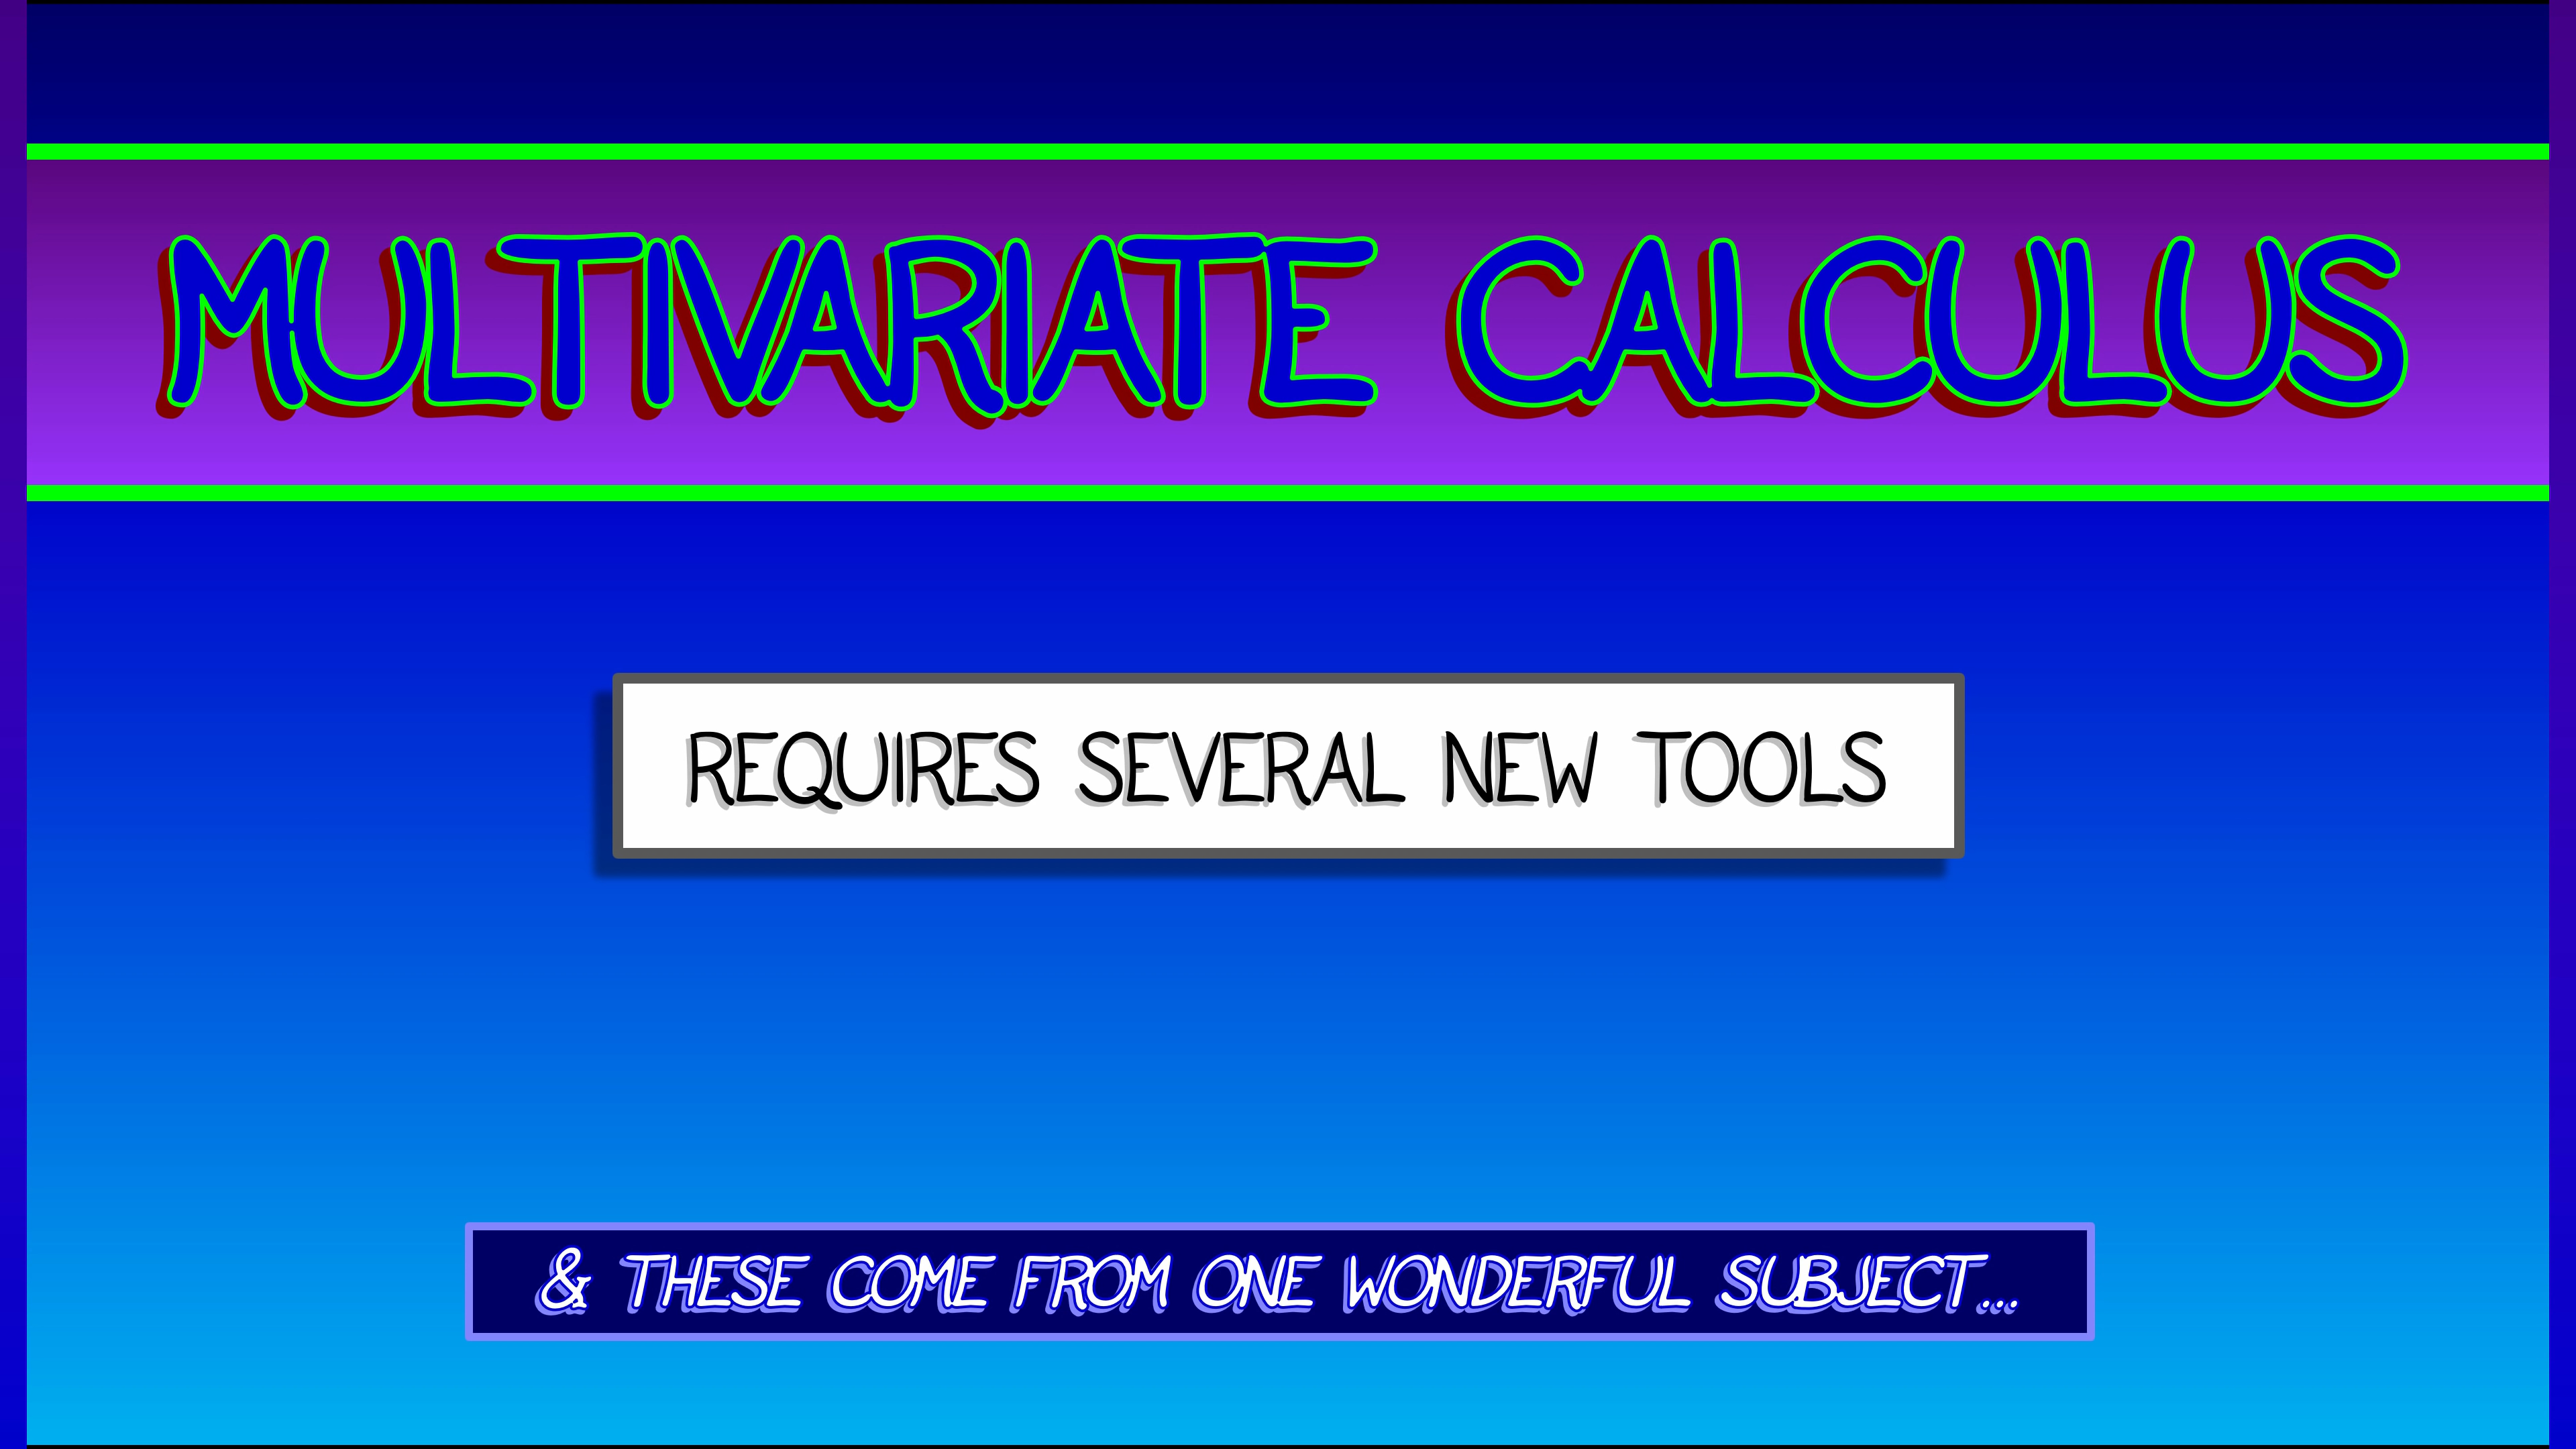 MULTIVARIATE CALCULUS
REQUIRES SEVERAL NEW TOOLS
& THESE COME FROM ONE WONDERFUL SUBJECT...